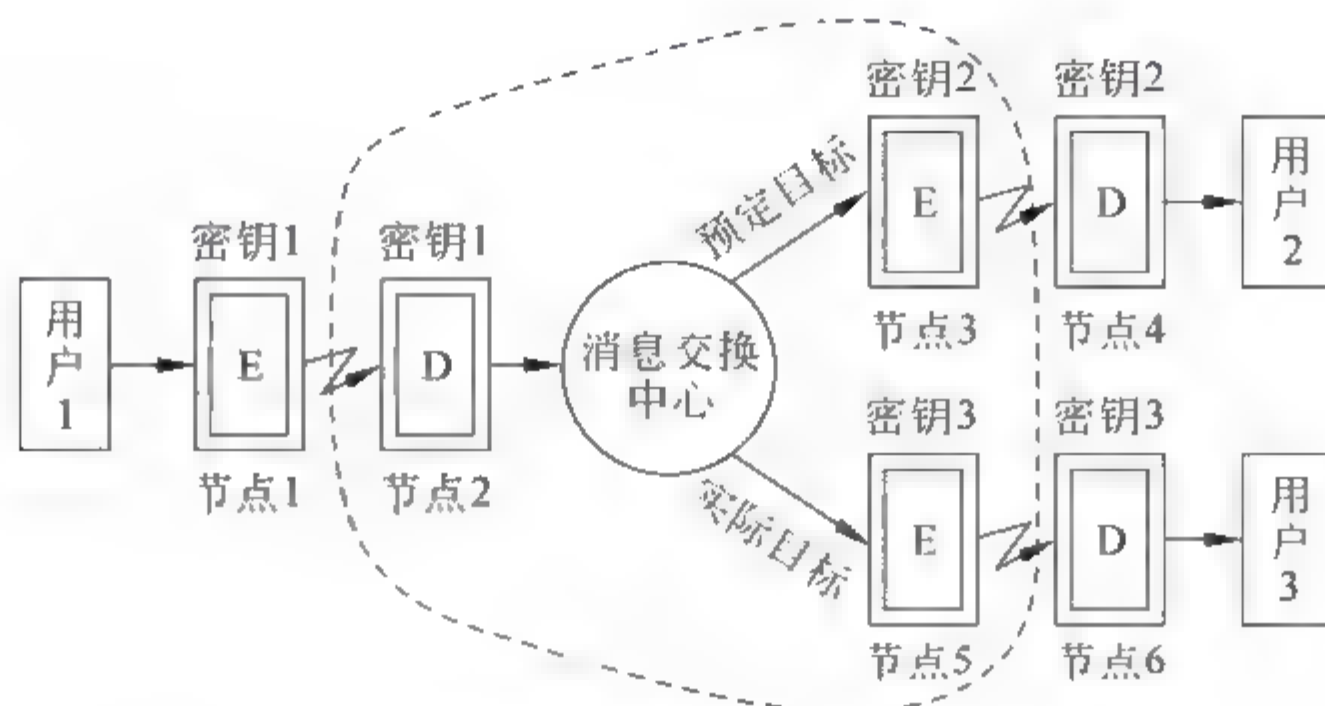 密钥2
密钥2
E
D
用户2
预定目标
节点3
节点4
密钥1
密钥1
用户1
E
D
消息交换
中心
节点1
节点2
密钥3
密钥3
实际目标
E
D
用户3
节点5
节点6